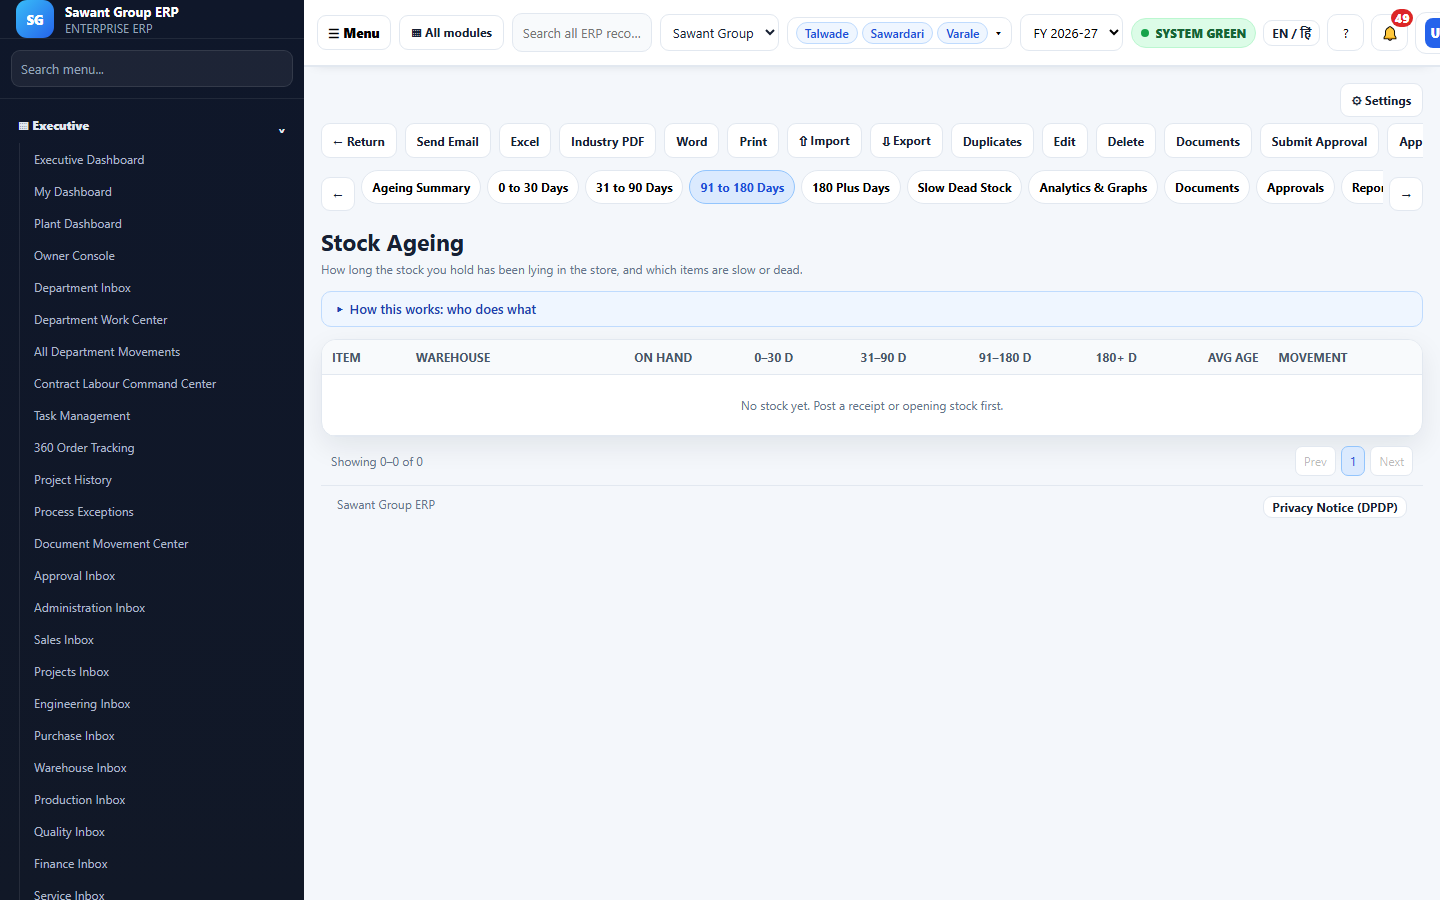 SG
Sawant Group ERP
ENTERPRISE ERP
Search menu...
Executive
Executive Dashboard
My Dashboard
Plant Dashboard
Owner Console
Department Inbox
Department Work Center
All Department Movements
Contract Labour Command Center
Task Management
360 Order Tracking
Project History
Process Exceptions
Document Movement Center
Approval Inbox
Administration Inbox
Sales Inbox
Projects Inbox
Engineering Inbox
Purchase Inbox
Warehouse Inbox
Production Inbox
Quality Inbox
Finance Inbox
Service Inbox
☰ Menu
All modules
Search all ERP reco...
Sawant Group
Talwade
Sawardari
Varale
FY 2026-27
SYSTEM GREEN
EN / हिं
?
49
U
⚙ Settings
← Return
Send Email
Excel
Industry PDF
Word
Print
⇧ Import
⇩ Export
Duplicates
Edit
Delete
Documents
Submit Approval
App
←
Ageing Summary
0 to 30 Days
31 to 90 Days
91 to 180 Days
180 Plus Days
Slow Dead Stock
Analytics & Graphs
Documents
Approvals
Repor
→
Stock Ageing
How long the stock you hold has been lying in the store, and which items are slow or dead.
▸ How this works: who does what
ITEM WAREHOUSE ON HAND 0–30 D 31–90 D 91–180 D 180+ D AVG AGE MOVEMENT
No stock yet. Post a receipt or opening stock first.
Showing 0–0 of 0
Prev
1
Next
Sawant Group ERP
Privacy Notice (DPDP)